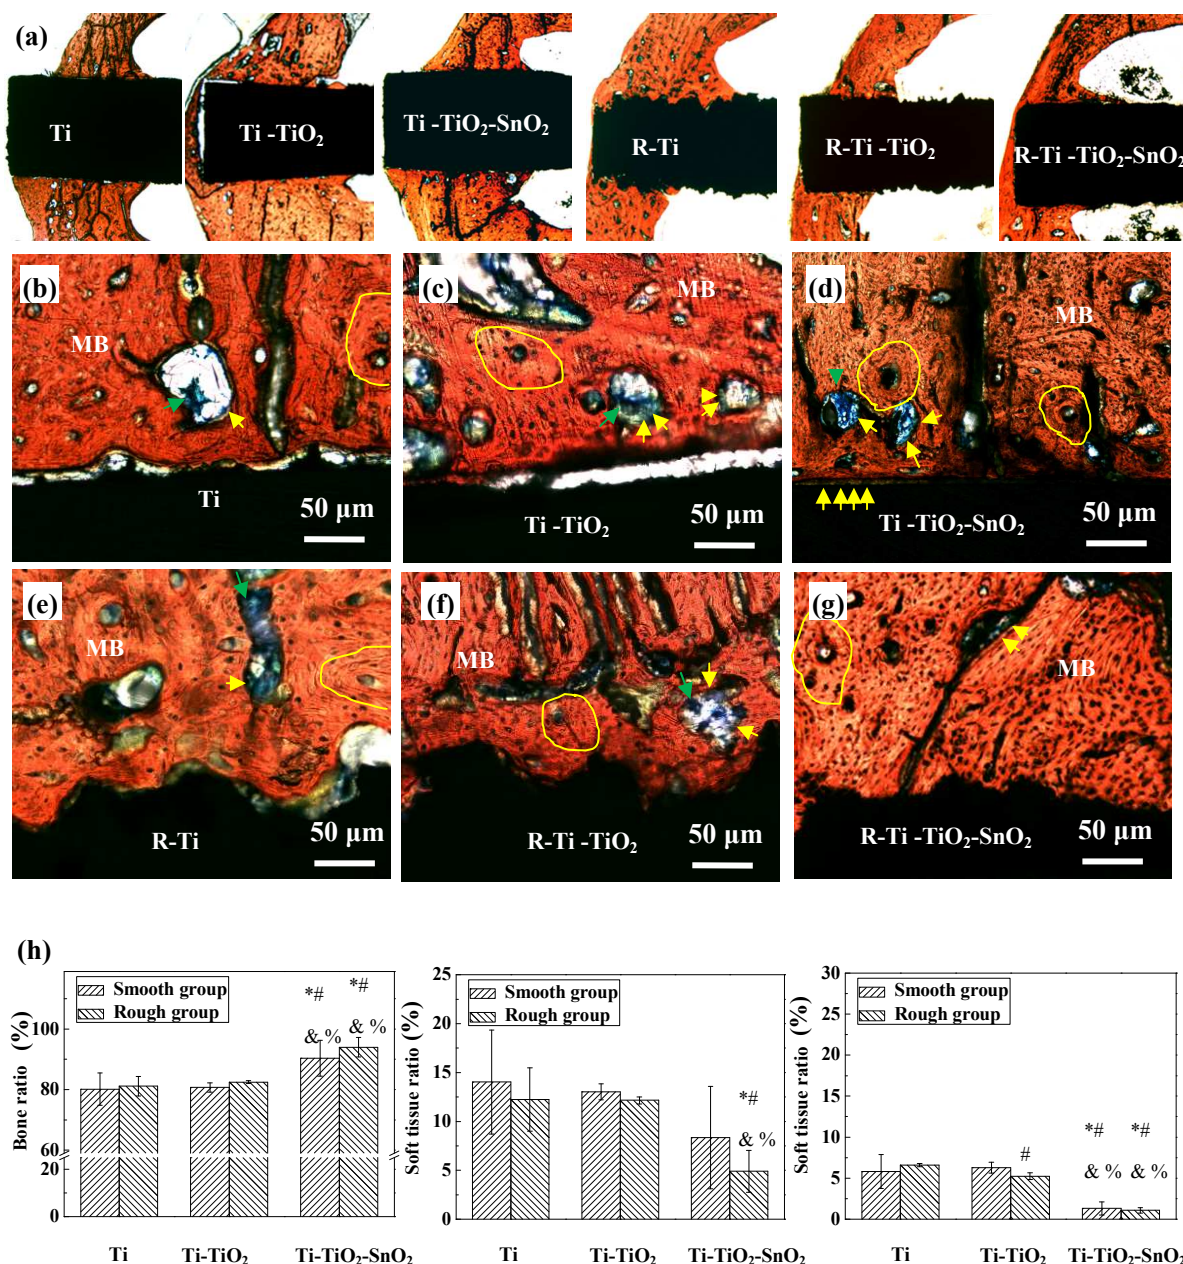 (a)
Ti
Ti -TiO₂
Ti -TiO₂-SnO₂
R-Ti
R-Ti -TiO₂
R-Ti -TiO₂-SnO₂
(b)
MB
Ti
50 μm
(c)
MB
Ti -TiO₂
50 μm
(d)
MB
Ti -TiO₂-SnO₂
50 μm
(e)
MB
R-Ti
50 μm
(f)
MB
R-Ti -TiO₂
50 μm
(g)
MB
R-Ti -TiO₂-SnO₂
50 μm
(h)
Bone ratio (%)
100
80
60
20
0
Smooth group
Rough group
*# *#
& % & %
Ti
Ti-TiO₂
Ti-TiO₂-SnO₂
Soft tissue ratio (%)
25
20
15
10
5
0
Smooth group
Rough group
*#
& %
Ti
Ti-TiO₂
Ti-TiO₂-SnO₂
Soft tissue ratio (%)
30
25
20
15
10
5
0
Smooth group
Rough group
#
*# *#
& % & %
Ti
Ti-TiO₂
Ti-TiO₂-SnO₂